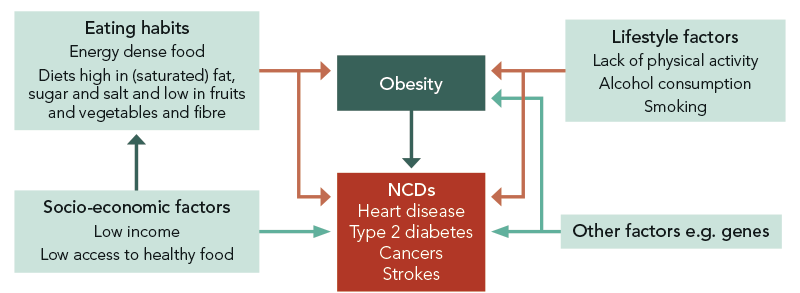 Eating habits
Energy dense food
Diets high in (saturated) fat,
sugar and salt and low in fruits
and vegetables and fibre
Obesity
Lifestyle factors
Lack of physical activity
Alcohol consumption
Smoking
Socio-economic factors
Low income
Low access to healthy food
NCDs
Heart disease
Type 2 diabetes
Cancers
Strokes
Other factors e.g. genes